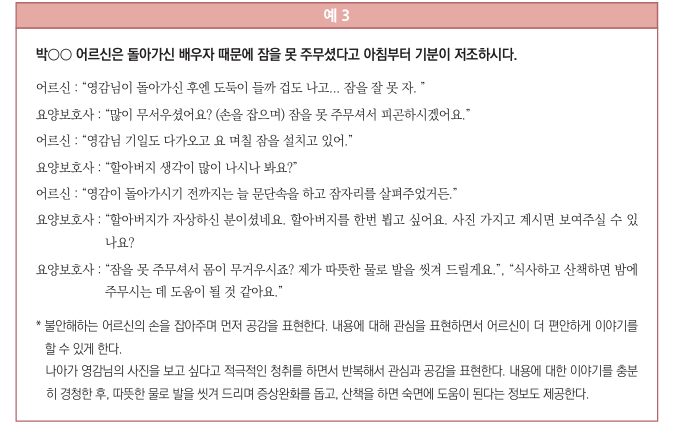 예 3
박○○ 어르신은 돌아가신 배우자 때문에 잠을 못 주무셨다고 아침부터 기분이 저조하시다.
어르신 : “영감님이 돌아가신 후엔 도둑이 들까 겁도 나고... 잠을 잘 못 자. ”
요양보호사 : “많이 무서우셨어요? (손을 잡으며) 잠을 못 주무셔서 피곤하시겠어요.”
어르신 : “영감님 기일도 다가오고 요 며칠 잠을 설치고 있어.”
요양보호사 : “할아버지 생각이 많이 나시나 봐요?”
어르신 : “영감이 돌아가시기 전까지는 늘 문단속을 하고 잠자리를 살펴주었거든.”
요양보호사 : “할아버지가 자상하신 분이셨네요. 할아버지를 한번 뵙고 싶어요. 사진 가지고 계시면 보여주실 수 있
나요?
요양보호사 : “잠을 못 주무셔서 몸이 무거우시죠? 제가 따뜻한 물로 발을 씻겨 드릴게요.”, “식사하고 산책하면 밤에
주무시는 데 도움이 될 것 같아요.”
* 불안해하는 어르신의 손을 잡아주며 먼저 공감을 표현한다. 내용에 대해 관심을 표현하면서 어르신이 더 편안하게 이야기를
할 수 있게 한다.
나아가 영감님의 사진을 보고 싶다고 적극적인 청취를 하면서 반복해서 관심과 공감을 표현한다. 내용에 대한 이야기를 충분
히 경청한 후, 따뜻한 물로 발을 씻겨 드리며 증상완화를 돕고, 산책을 하면 숙면에 도움이 된다는 정보도 제공한다.